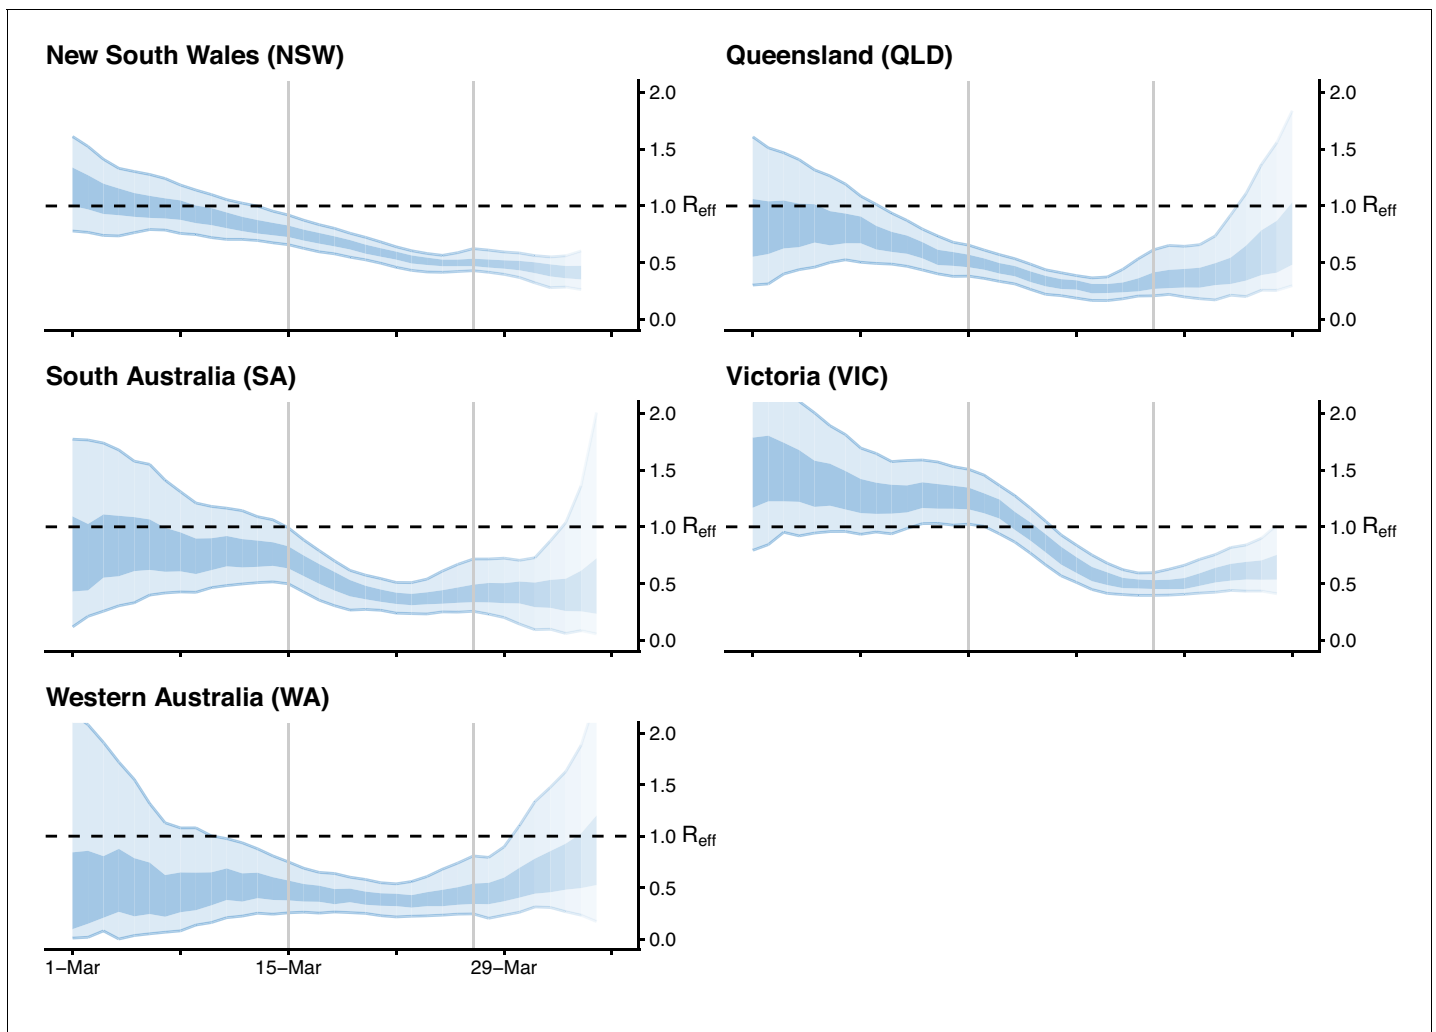 New South Wales (NSW)
2.0
1.5
1.0 Reff
0.5
0.0
Queensland (QLD)
2.0
1.5
1.0 Reff
0.5
0.0
South Australia (SA)
2.0
1.5
1.0 Reff
0.5
0.0
Victoria (VIC)
2.0
1.5
1.0 Reff
0.5
0.0
Western Australia (WA)
2.0
1.5
1.0 Reff
0.5
0.0
1–Mar 15–Mar 29–Mar